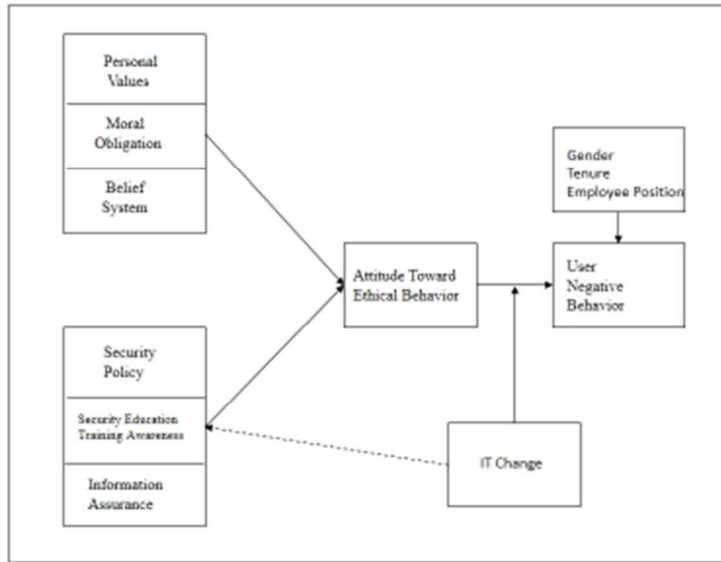 Personal
Values
Moral
Obligation
Belief
System
Gender
Tenure
Employee Position
Attitude Toward
Ethical Behavior
User
Negative
Behavior
Security
Policy
Security Education
Training Awareness
Information
Assurance
IT Change